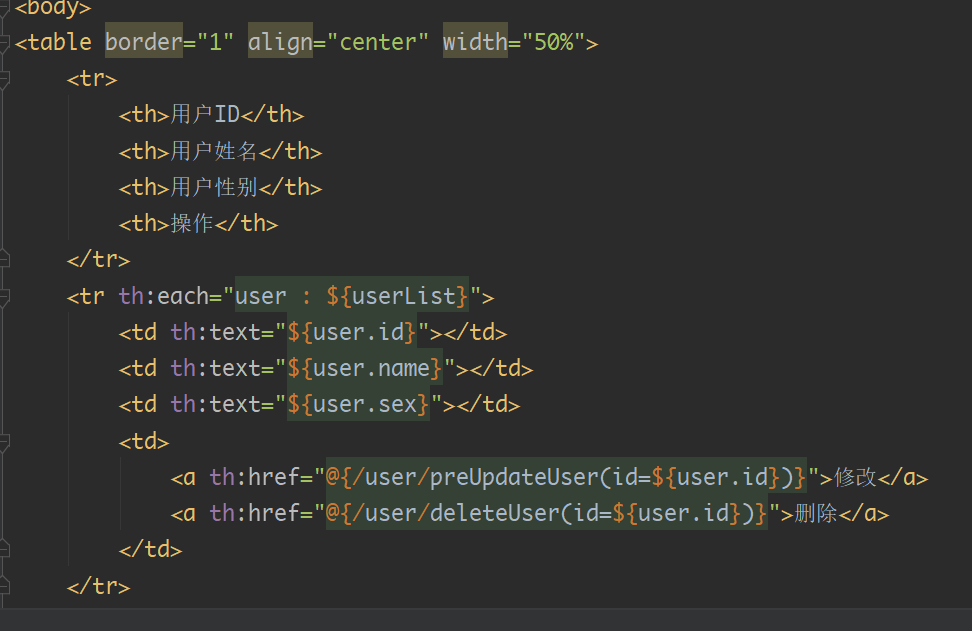 <body>
<table border="1" align="center" width="50%">
<tr>
<th>用户ID</th>
<th>用户姓名</th>
<th>用户性别</th>
<th>操作</th>
</tr>
<tr th:each="user : ${userList}">
<td th:text="${user.id}"></td>
<td th:text="${user.name}"></td>
<td th:text="${user.sex}"></td>
<td>
<a th:href="@{/user/preUpdateUser(id=${user.id})}">修改</a>
<a th:href="@{/user/deleteUser(id=${user.id})}">删除</a>
</td>
</tr>